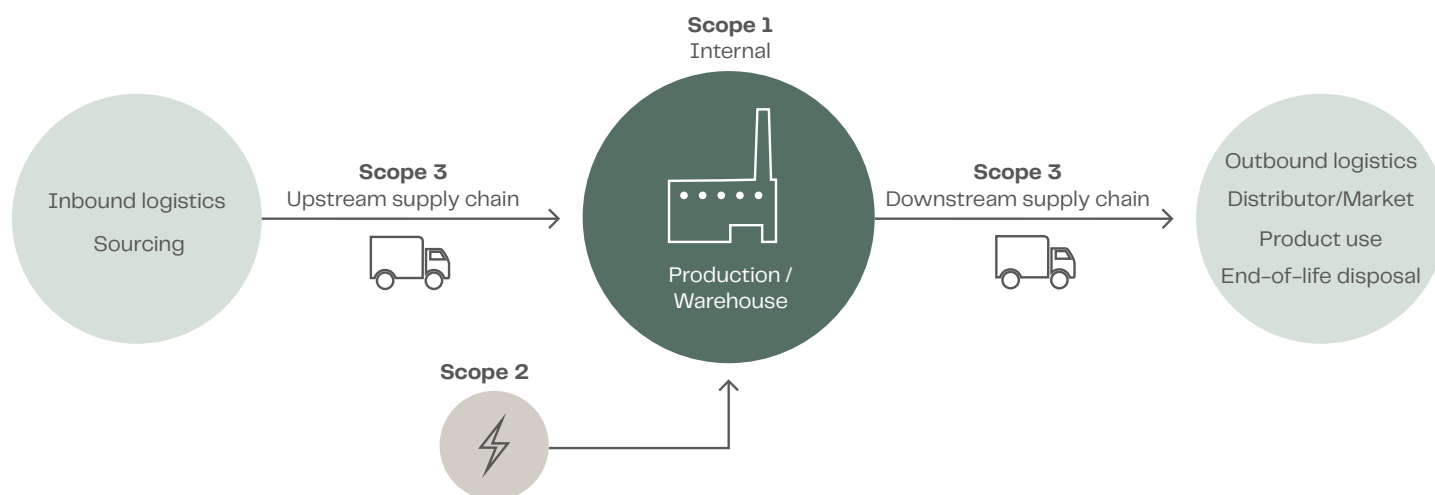 Scope 1
Internal
Inbound logistics
Sourcing
Scope 3
Upstream supply chain
Production /
Warehouse
Scope 3
Downstream supply chain
Outbound logistics
Distributor/Market
Product use
End-of-life disposal
Scope 2